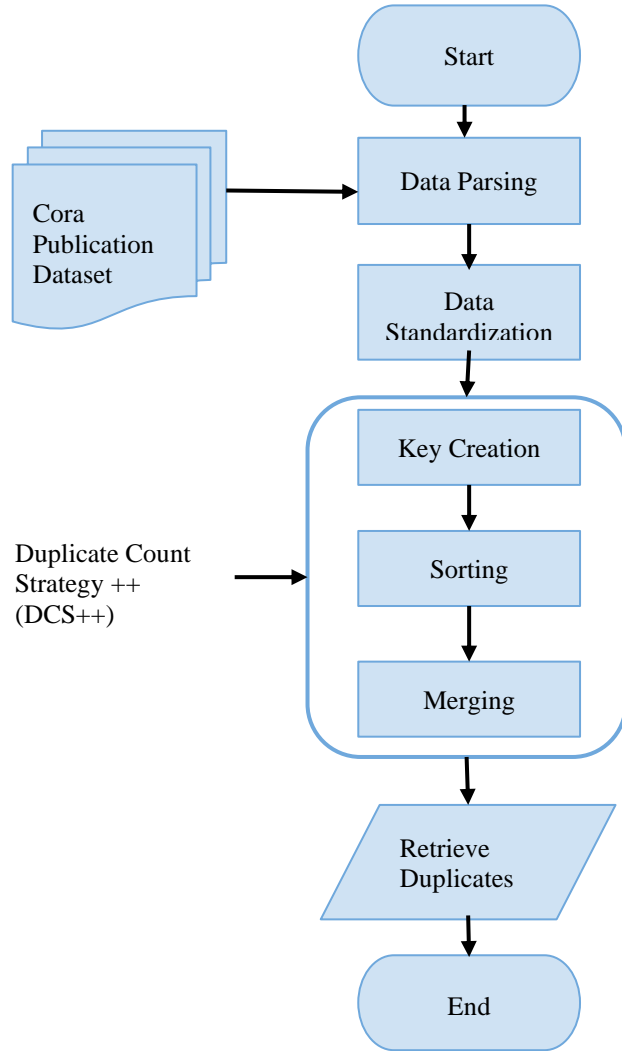 Start
Data Parsing
Cora
Publication
Dataset
Data
Standardization
Key Creation
Duplicate Count
Strategy ++
(DCS++)
Sorting
Merging
Retrieve
Duplicates
End